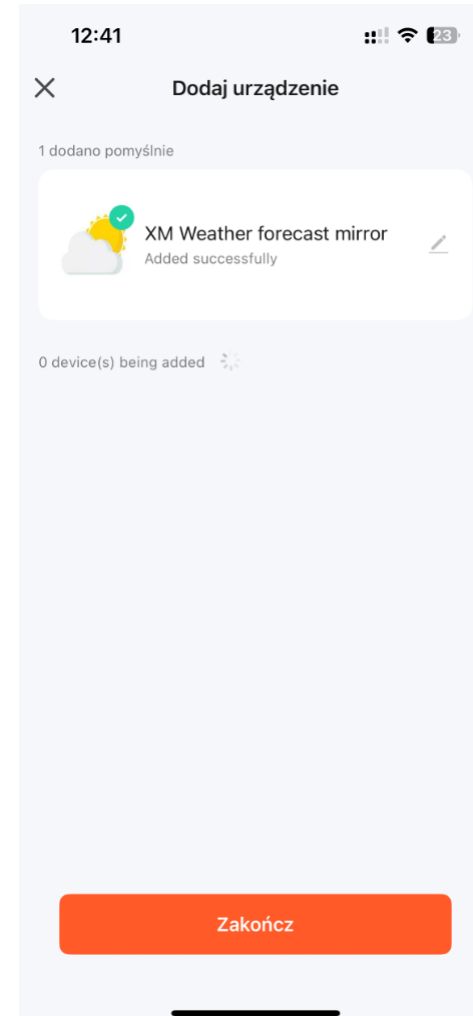 12:41
23
Dodaj urządzenie
1 dodano pomyślnie
XM Weather forecast mirror
Added successfully
0 device(s) being added
Zakończ